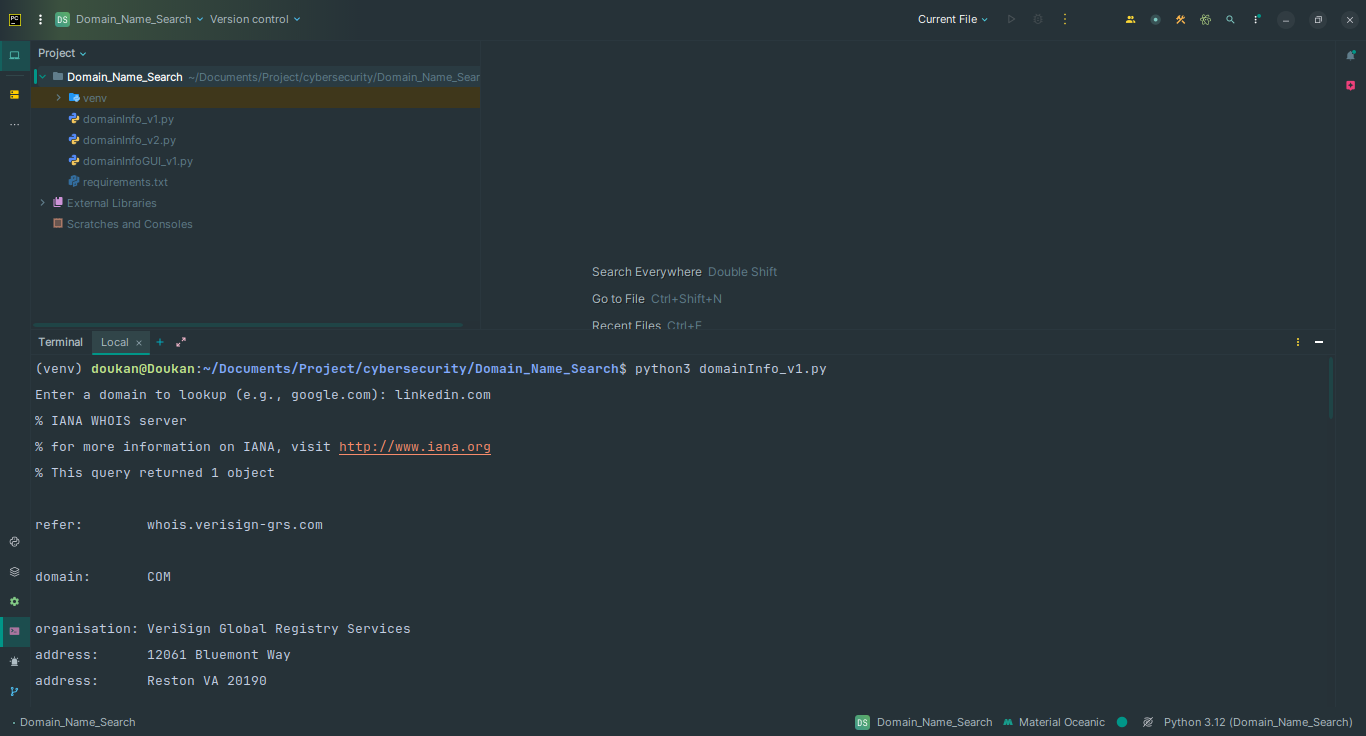 PC
DS Domain_Name_Search Version control Current File
Project
Domain_Name_Search ~/Documents/Project/cybersecurity/Domain_Name_Sear
venv
domainInfo_v1.py
domainInfo_v2.py
domainInfoGUI_v1.py
requirements.txt
External Libraries
Scratches and Consoles
Search Everywhere Double Shift
Go to File Ctrl+Shift+N
Recent Files Ctrl+E
Terminal Local × +
(venv) doukan@Doukan:~/Documents/Project/cybersecurity/Domain_Name_Search$ python3 domainInfo_v1.py
Enter a domain to lookup (e.g., google.com): linkedin.com
% IANA WHOIS server
% for more information on IANA, visit http://www.iana.org
% This query returned 1 object
refer: whois.verisign-grs.com
domain: COM
organisation: VeriSign Global Registry Services
address: 12061 Bluemont Way
address: Reston VA 20190
Domain_Name_Search DS Domain_Name_Search Material Oceanic Python 3.12 (Domain_Name_Search)